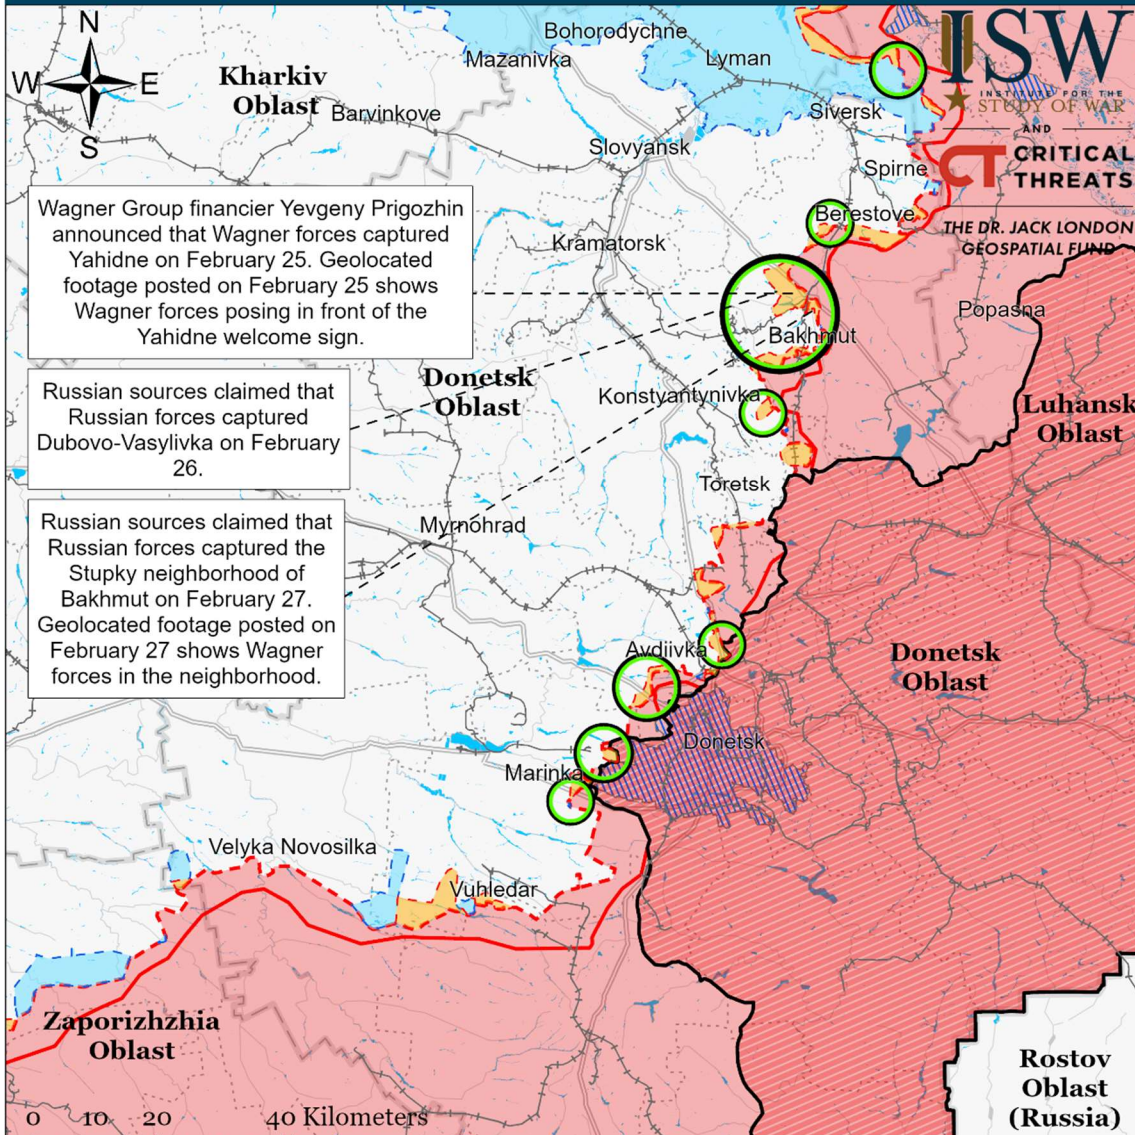 N
W E
S
Kharkiv
Oblast
Bohorodychne
Mazanivka
Lyman
Barvinkove
Siversk
Slovyansk
Spirne
ISW
INSTITUTE FOR THE
STUDY OF WAR
AND
CT CRITICAL
THREATS
THE DR. JACK LONDON
GEOSPATIAL FUND
Wagner Group financier Yevgeny Prigozhin
announced that Wagner forces captured
Yahidne on February 25. Geolocated
footage posted on February 25 shows
Wagner forces posing in front of the
Yahidne welcome sign.
Berestove
Kramatorsk
Popasna
Bakhmut
Donetsk
Oblast
Konstyantynivka
Luhansk
Oblast
Russian sources claimed that
Russian forces captured
Dubovo-Vasylivka on February
26.
Toretsk
Myrnohrad
Russian sources claimed that
Russian forces captured the
Stupky neighborhood of
Bakhmut on February 27.
Geolocated footage posted on
February 27 shows Wagner
forces in the neighborhood.
Avdiivka
Donetsk
Oblast
Donetsk
Marinka
Velyka Novosilka
Vuhledar
Zaporizhzhia
Oblast
Rostov
Oblast
(Russia)
0 10 20 40 Kilometers